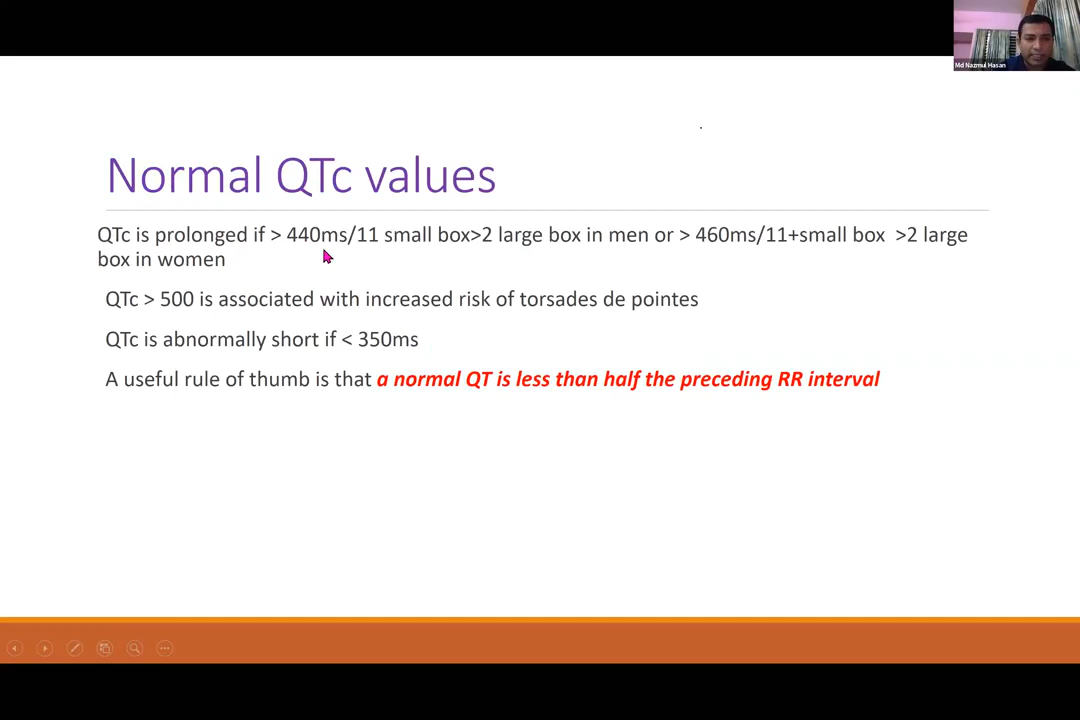 Md Nazmul Hasan
Normal QTc values
QTc is prolonged if > 440ms/11 small box>2 large box in men or > 460ms/11+small box >2 large
box in women
QTc > 500 is associated with increased risk of torsades de pointes
QTc is abnormally short if < 350ms
A useful rule of thumb is that a normal QT is less than half the preceding RR interval